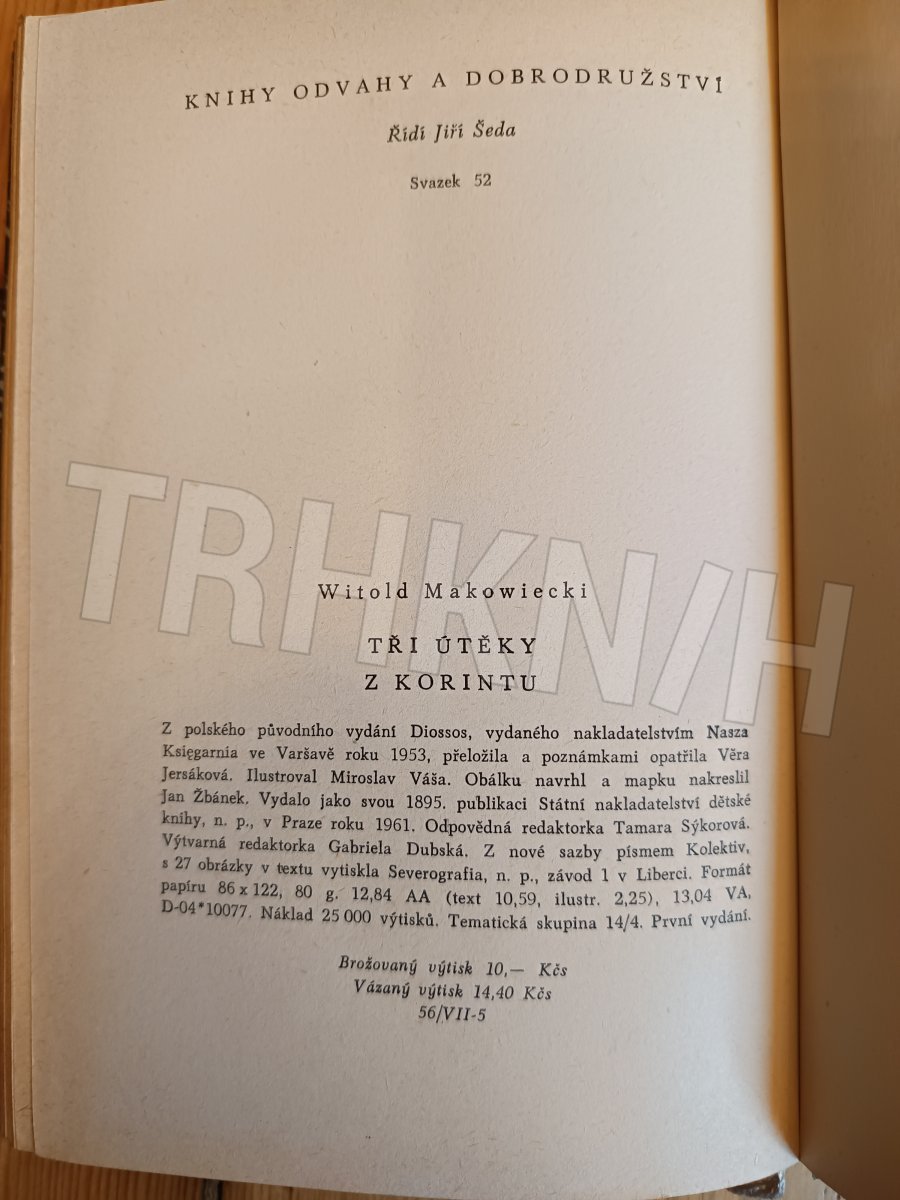 KNIHY ODVAHY A DOBRODRUŽSTVÍ
Řídí Jiří Šeda
Svazek 52
TRHKNIH
Witold Makowiecki
TŘI ÚTĚKY
Z KORINTU
Z polského původního vydání Diossos, vydaného nakladatelstvím Nasza
Księgarnia ve Varšavě roku 1953, přeložila a poznámkami opatřila Věra
Jersáková. Ilustroval Miroslav Váša. Obálku navrhl a mapku nakreslil
Jan Žbánek. Vydalo jako svou 1895. publikaci Státní nakladatelství dětské
knihy, n. p., v Praze roku 1961. Odpovědná redaktorka Tamara Sýkorová.
Výtvarná redaktorka Gabriela Dubská. Z nové sazby písmem Kolektiv,
s 27 obrázky v textu vytiskla Severografia, n. p., závod 1 v Liberci. Formát
papíru 86 x 122, 80 g. 12,84 AA (text 10,59, ilustr. 2,25), 13,04 VA,
D-04*10077. Náklad 25 000 výtisků. Tematická skupina 14/4. První vydání.
Brožovaný výtisk 10,— Kčs
Vázaný výtisk 14,40 Kčs
56/VII-5